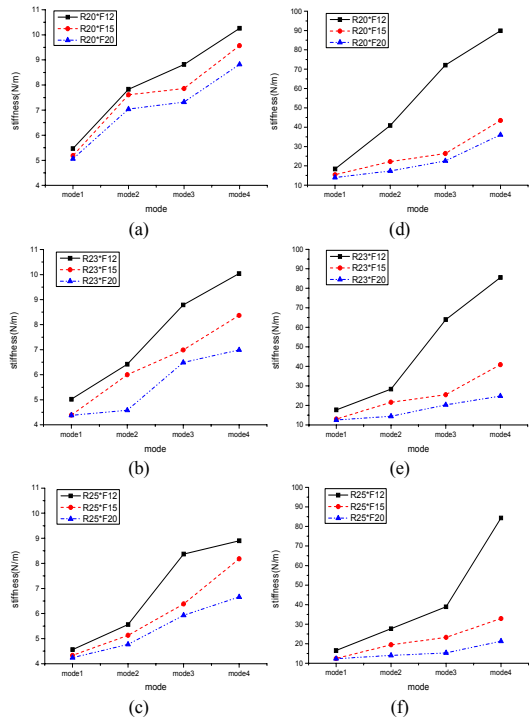 R20*F12
R20*F15
R20*F20
stiffness(N/m)
11
10
9
8
7
6
5
4
mode1 mode2 mode3 mode4
mode
(a)
R20*F12
R20*F15
R20*F20
stiffness(N/m)
100
90
80
70
60
50
40
30
20
10
mode1 mode2 mode3 mode4
mode
(d)
R23*F12
R23*F15
R23*F20
stiffness(N/m)
11
10
9
8
7
6
5
4
mode1 mode2 mode3 mode4
mode
(b)
R23*F12
R23*F15
R23*F20
stiffness(N/m)
100
90
80
70
60
50
40
30
20
10
mode1 mode2 mode3 mode4
mode
(e)
R25*F12
R25*F15
R25*F20
stiffness(N/m)
11
10
9
8
7
6
5
4
mode1 mode2 mode3 mode4
mode
(c)
R25*F12
R25*F15
R25*F20
stiffness(N/m)
100
90
80
70
60
50
40
30
20
10
mode1 mode2 mode3 mode4
mode
(f)